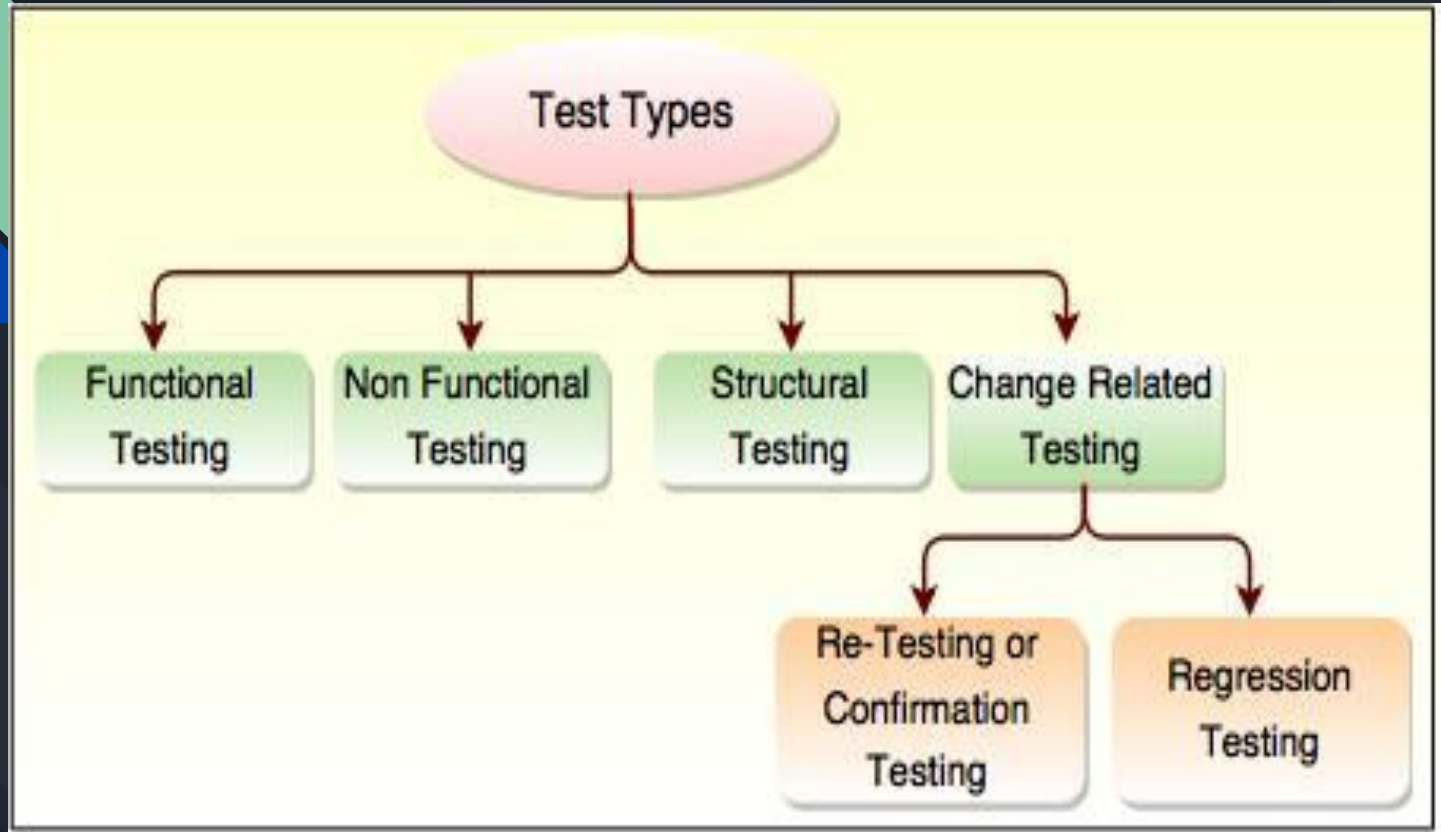 Test Types
Functional
Testing
Non Functional
Testing
Structural
Testing
Change Related
Testing
Re-Testing or
Confirmation
Testing
Regression
Testing